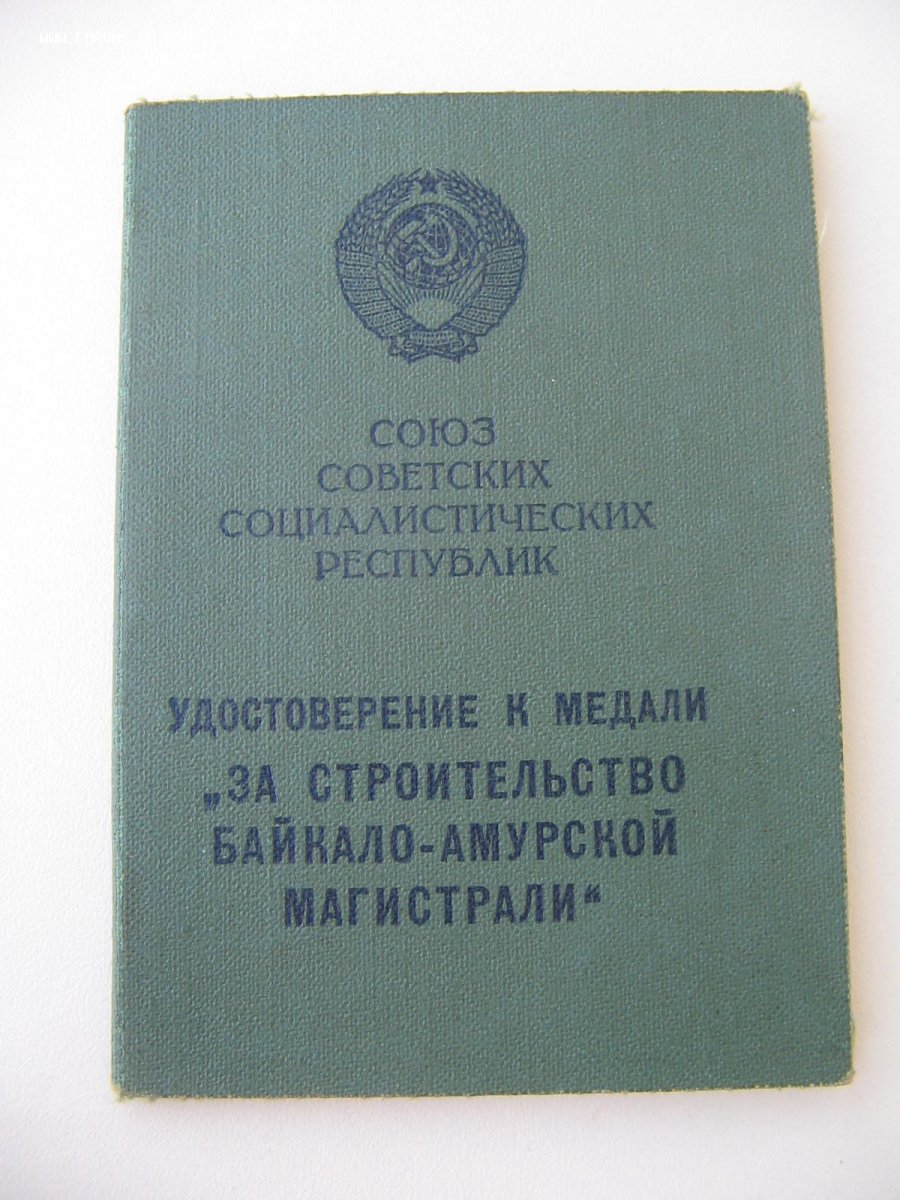 СОЮЗ
СОВЕТСКИХ
СОЦИАЛИСТИЧЕСКИХ
РЕСПУБЛИК
УДОСТОВЕРЕНИЕ К МЕДАЛИ
„ЗА СТРОИТЕЛЬСТВО
БАЙКАЛО-АМУРСКОЙ
МАГИСТРАЛИ“